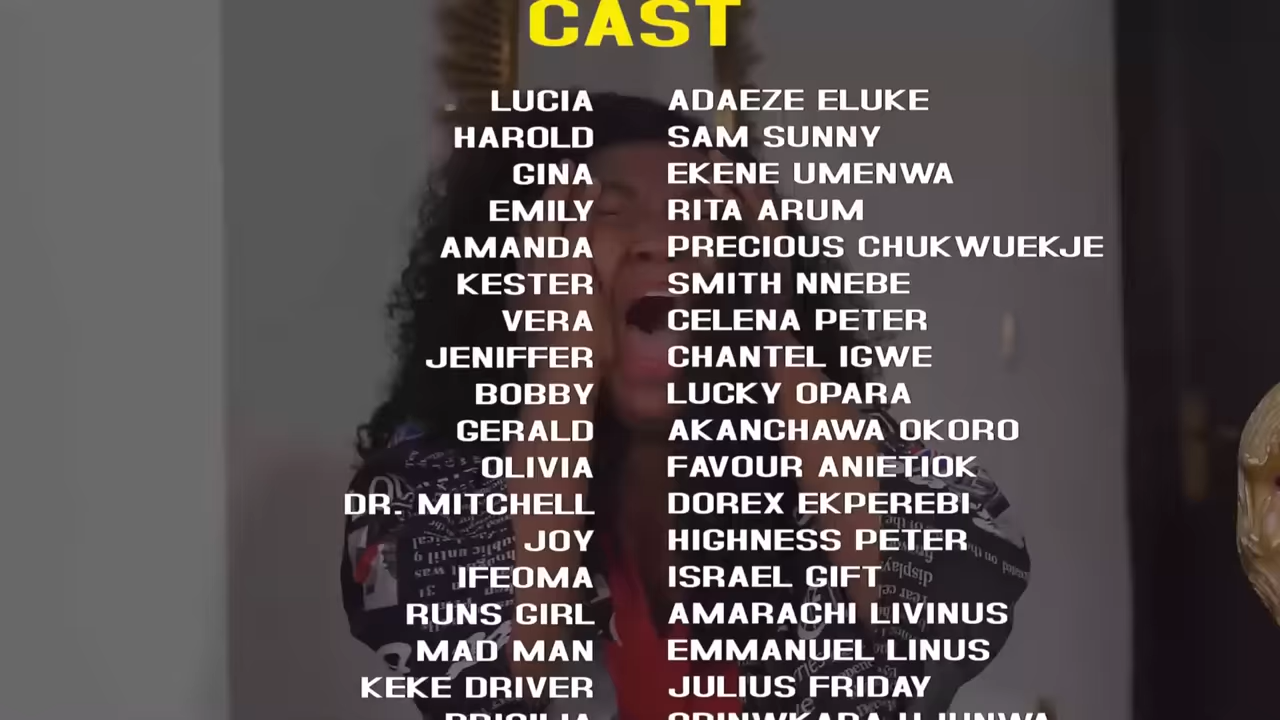 CAST
LUCIA ADAEZE ELUKE
HAROLD SAM SUNNY
GINA EKENE UMENWA
EMILY RITA ARUM
AMANDA PRECIOUS CHUKWUEKJE
KESTER SMITH NNEBE
VERA CELENA PETER
JENIFFER CHANTEL IGWE
BOBBY LUCKY OPARA
GERALD AKANCHAWA OKORO
OLIVIA FAVOUR ANIETIOK
DR. MITCHELL DOREX EKPEREBI
JOY HIGHNESS PETER
IFEOMA ISRAEL GIFT
RUNS GIRL AMARACHI LIVINUS
MAD MAN EMMANUEL LINUS
KEKE DRIVER JULIUS FRIDAY